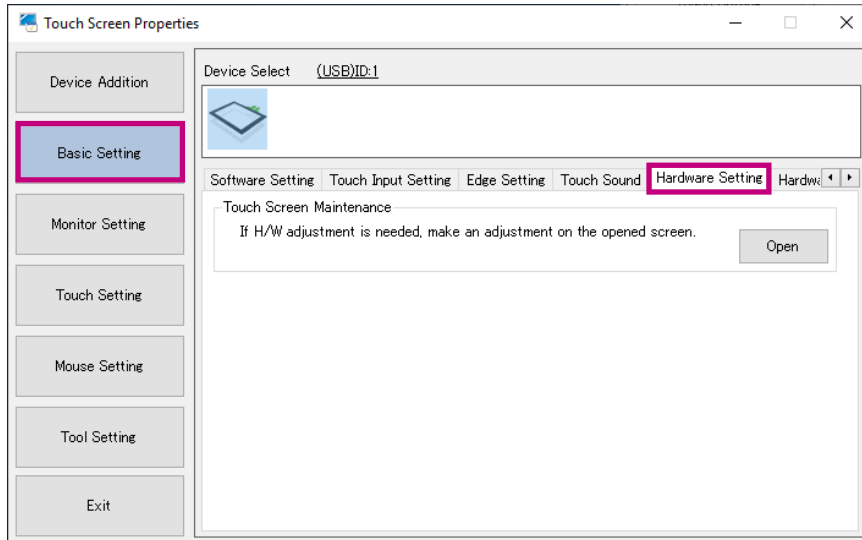 Touch Screen Properties
Device Addition
Basic Setting
Monitor Setting
Touch Setting
Mouse Setting
Tool Setting
Exit
Device Select (USB)ID:1
Software Setting Touch Input Setting Edge Setting Touch Sound Hardware Setting Hardwa
Touch Screen Maintenance
If H/W adjustment is needed, make an adjustment on the opened screen.
Open